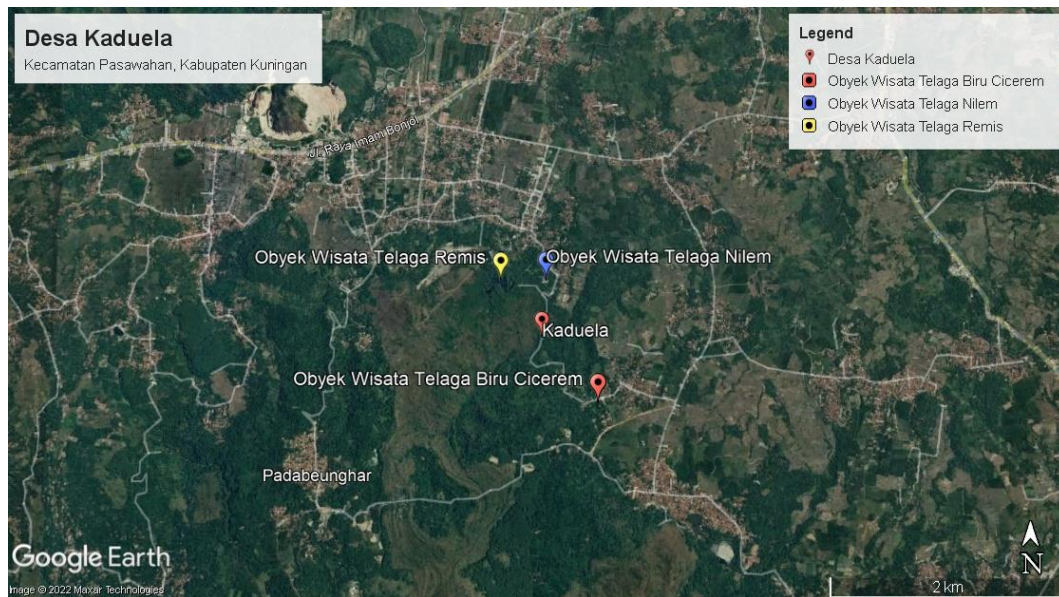 Desa Kaduela
Kecamatan Pasawahan, Kabupaten Kuningan
Legend
Desa Kaduela
Obyek Wisata Telaga Biru Cicerem
Obyek Wisata Telaga Nilem
Obyek Wisata Telaga Remis
Jl. Raya Imam Bonjol
Obyek Wisata Telaga Remis
Obyek Wisata Telaga Nilem
Kaduela
Obyek Wisata Telaga Biru Cicerem
Padabeunghar
Google Earth
Image © 2022 Maxar Technologies
N
2 km